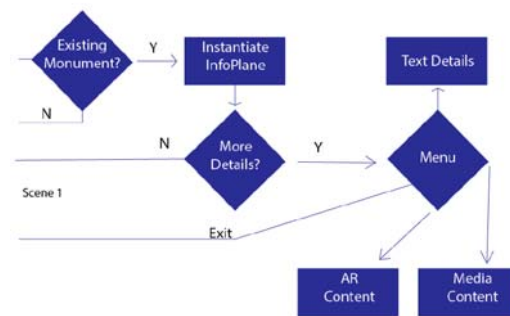 Existing
Monument?
Y
Instantiate
InfoPlane
Text Details
N
N
More
Details?
Y
Menu
Scene 1
Exit
AR
Content
Media
Content